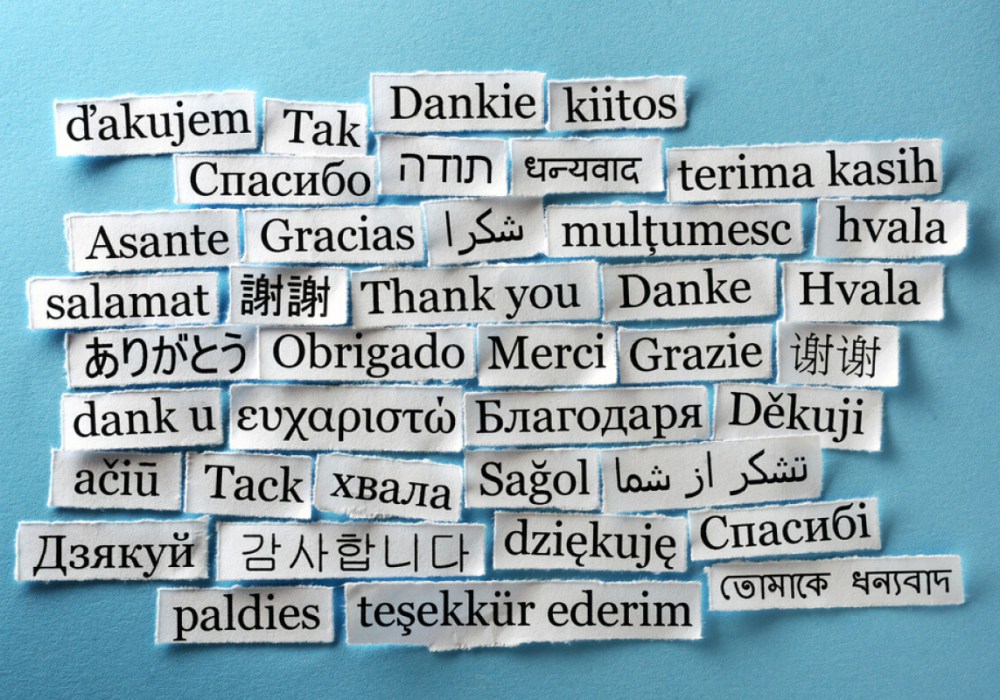 ďakujem Tak Dankie kiitos
Спасибо תודה धन्यवाद terima kasih
Asante Gracias شكرا mulţumesc hvala
salamat 謝謝 Thank you Danke Hvala
ありがとう Obrigado Merci Grazie 谢谢
dank u ευχαριστώ Благодаря Děkuji
ačiū Tack хвала Sağol تشکر از شما
Дзякуй 감사합니다 dziękuję Спасибі
paldies teşekkür ederim তোমাকে ধন্যবাদ